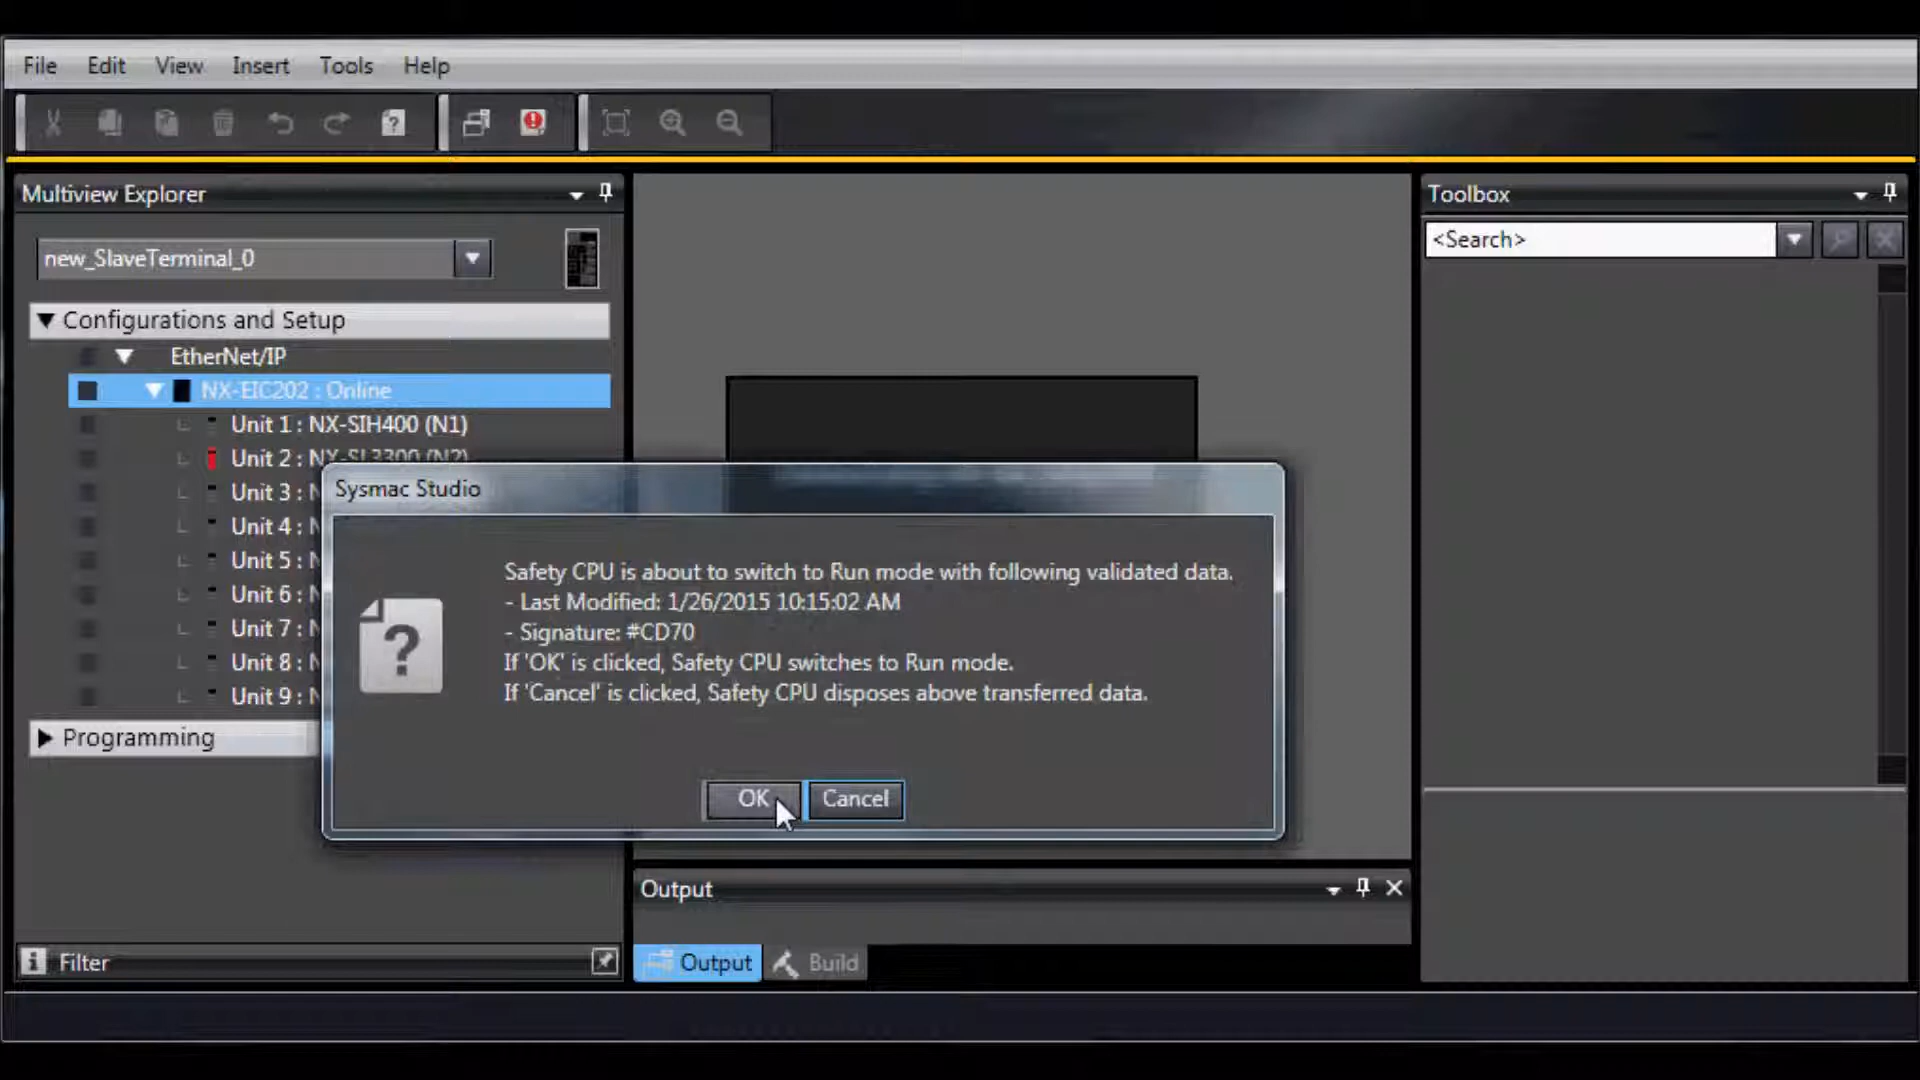 File Edit View Insert Tools Help
Multiview Explorer
new_SlaveTerminal_0
Configurations and Setup
EtherNet/IP
NX-EIC202 : Online
Unit 1 : NX-SIH400 (N1)
Unit 2 : NX-SL3300 (N2)
Unit 3 : N
Unit 4 : N
Unit 5 : N
Unit 6 : N
Unit 7 : N
Unit 8 : N
Unit 9 : N
Programming
Filter
Toolbox
<Search>
Sysmac Studio
Safety CPU is about to switch to Run mode with following validated data.
- Last Modified: 1/26/2015 10:15:02 AM
- Signature: #CD70
If 'OK' is clicked, Safety CPU switches to Run mode.
If 'Cancel' is clicked, Safety CPU disposes above transferred data.
OK Cancel
Output
Output Build